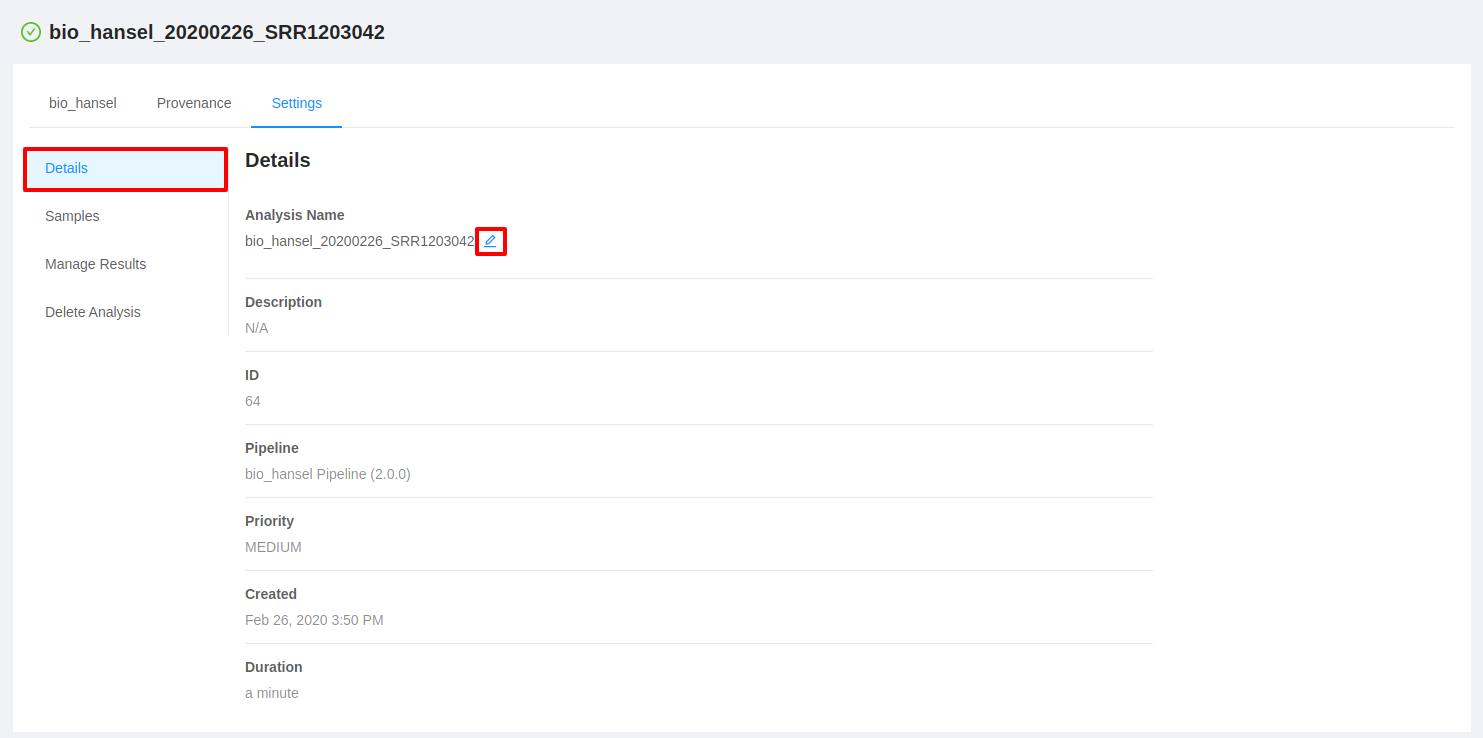 bio_hansel_20200226_SRR1203042
bio_hansel Provenance Settings
Details
Samples
Manage Results
Delete Analysis
Details
Analysis Name
bio_hansel_20200226_SRR1203042
Description
N/A
ID
64
Pipeline
bio_hansel Pipeline (2.0.0)
Priority
MEDIUM
Created
Feb 26, 2020 3:50 PM
Duration
a minute